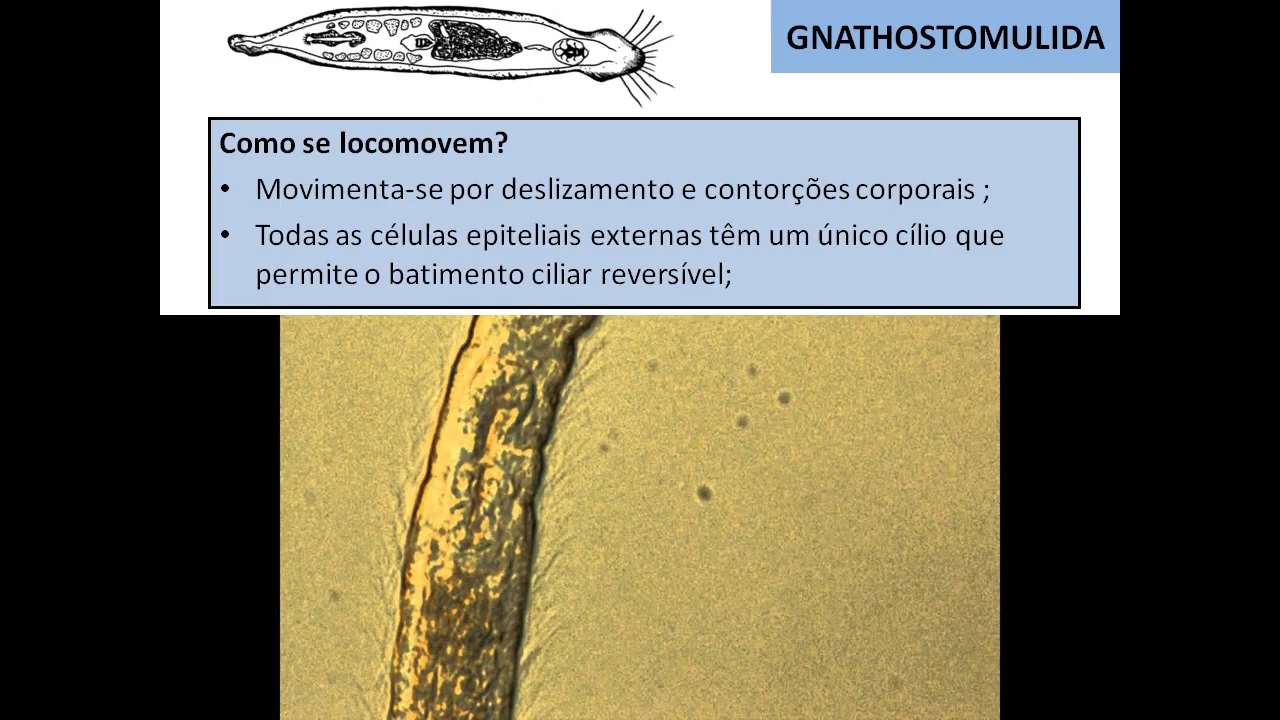 GNATHOSTOMULIDA
Como se locomovem?
• Movimenta-se por deslizamento e contorções corporais ;
• Todas as células epiteliais externas têm um único cílio que
permite o batimento ciliar reversível;